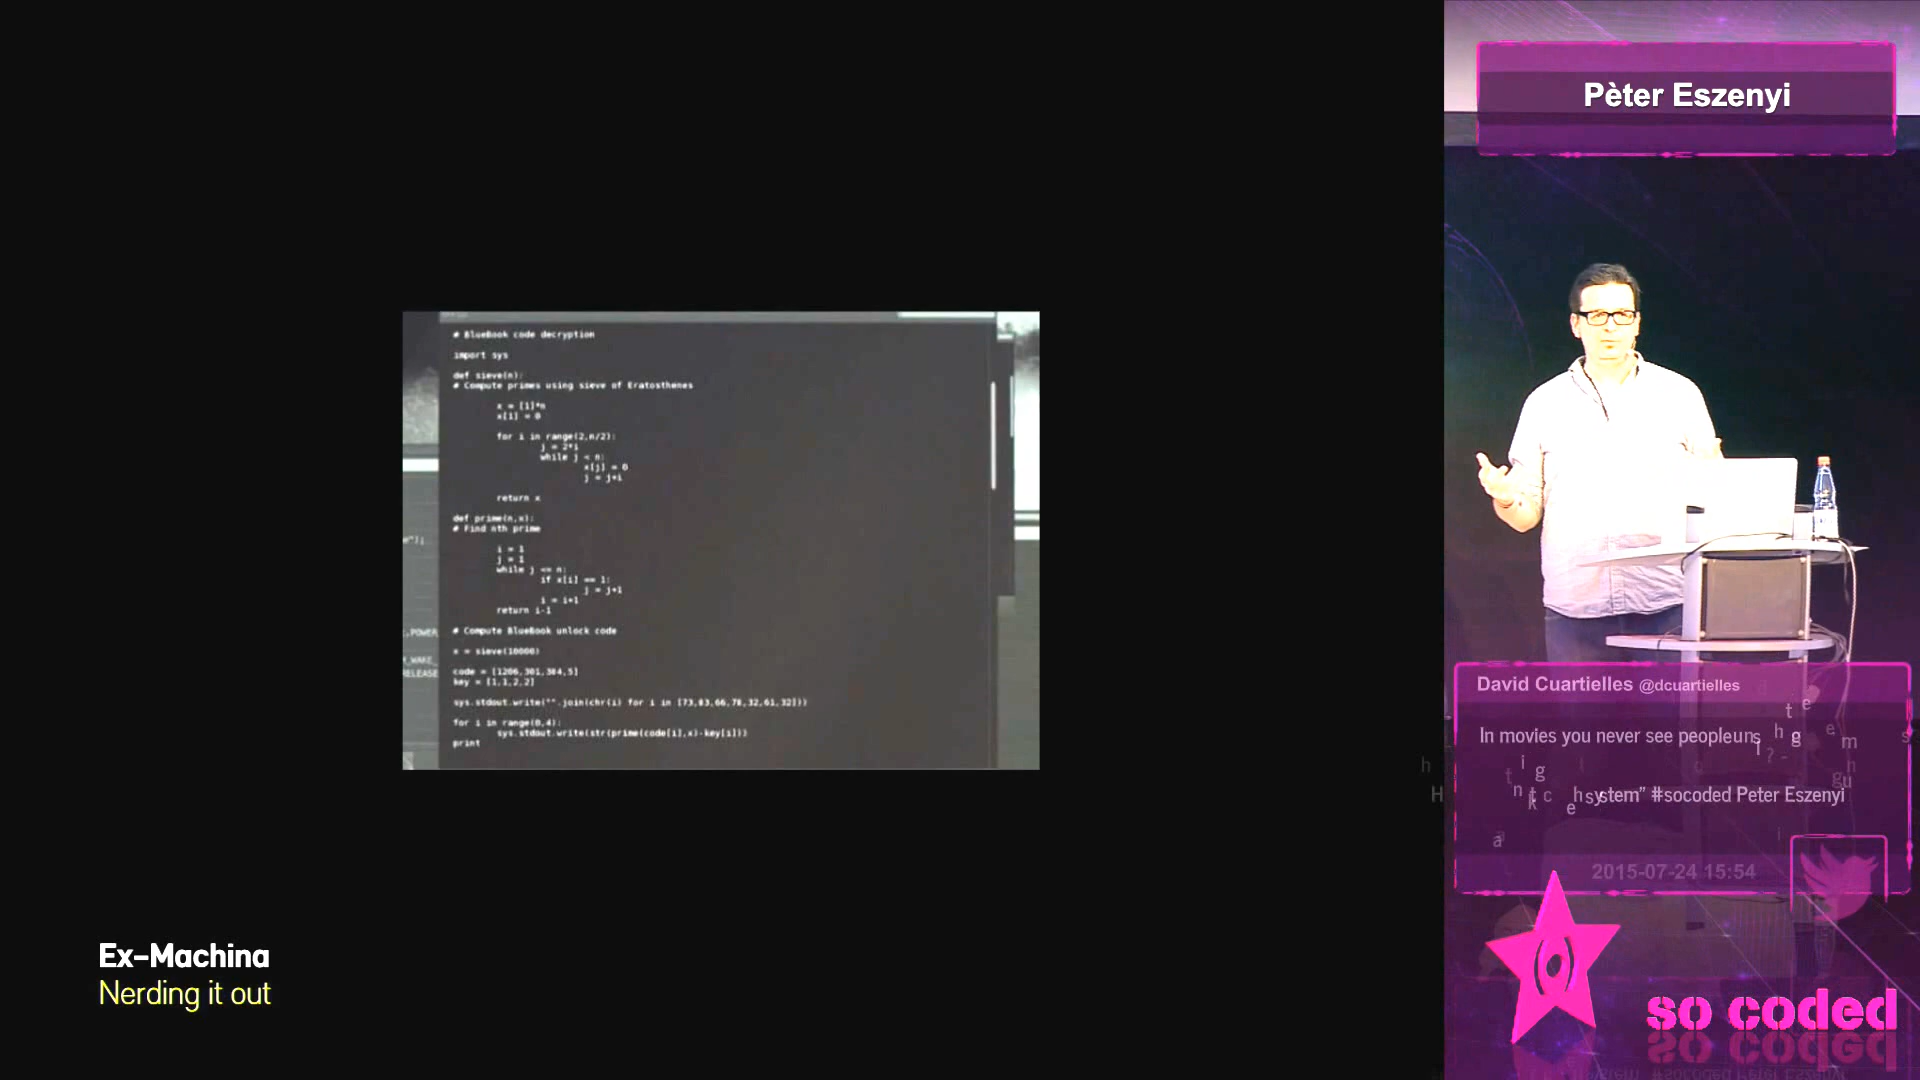 # BlueBook code decryption
import sys
def sieve(n):
# Compute primes using sieve of Eratosthenes
x = [1]*n
x[1] = 0
for i in range(2,n/2):
j = 2*i
while j < n:
x[j] = 0
j = j+i
return x
def prime(n,x):
# Find nth prime
i = 1
j = 1
while j <= n:
if x[i] == 1:
j = j+1
i = i+1
return i-1
# Compute BlueBook unlock code
x = sieve(10000)
code = [1206,301,384,5]
key = [1,1,2,2]
sys.stdout.write("".join(chr(i) for i in [73,83,66,78,32,61,32]))
for i in range(0,4):
sys.stdout.write(str(prime(code[i],x)-key[i]))
print
Ex-Machina
Nerding it out
Pèter Eszenyi
David Cuartielles @dcuartielles
In movies you never see people
system" #socoded Peter Eszenyi
2015-07-24 15:54
so coded